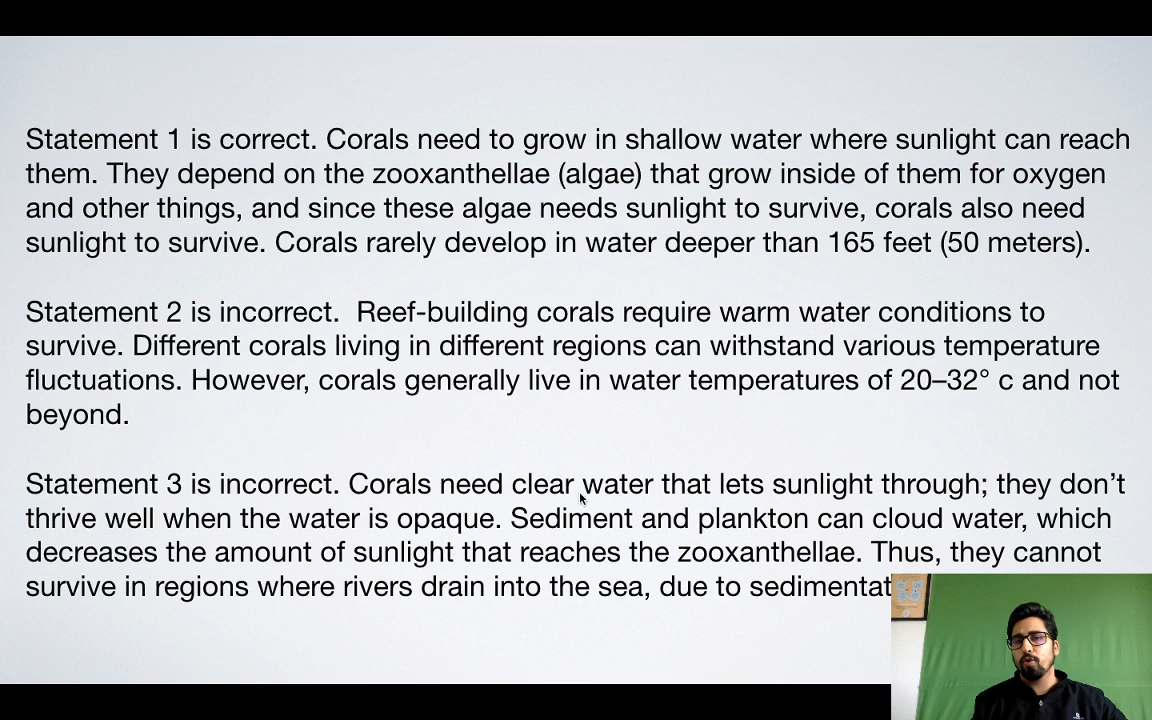 Statement 1 is correct. Corals need to grow in shallow water where sunlight can reach
them. They depend on the zooxanthellae (algae) that grow inside of them for oxygen
and other things, and since these algae needs sunlight to survive, corals also need
sunlight to survive. Corals rarely develop in water deeper than 165 feet (50 meters).
Statement 2 is incorrect.  Reef-building corals require warm water conditions to
survive. Different corals living in different regions can withstand various temperature
fluctuations. However, corals generally live in water temperatures of 20–32° c and not
beyond.
Statement 3 is incorrect. Corals need clear water that lets sunlight through; they don’t
thrive well when the water is opaque. Sediment and plankton can cloud water, which
decreases the amount of sunlight that reaches the zooxanthellae. Thus, they cannot
survive in regions where rivers drain into the sea, due to